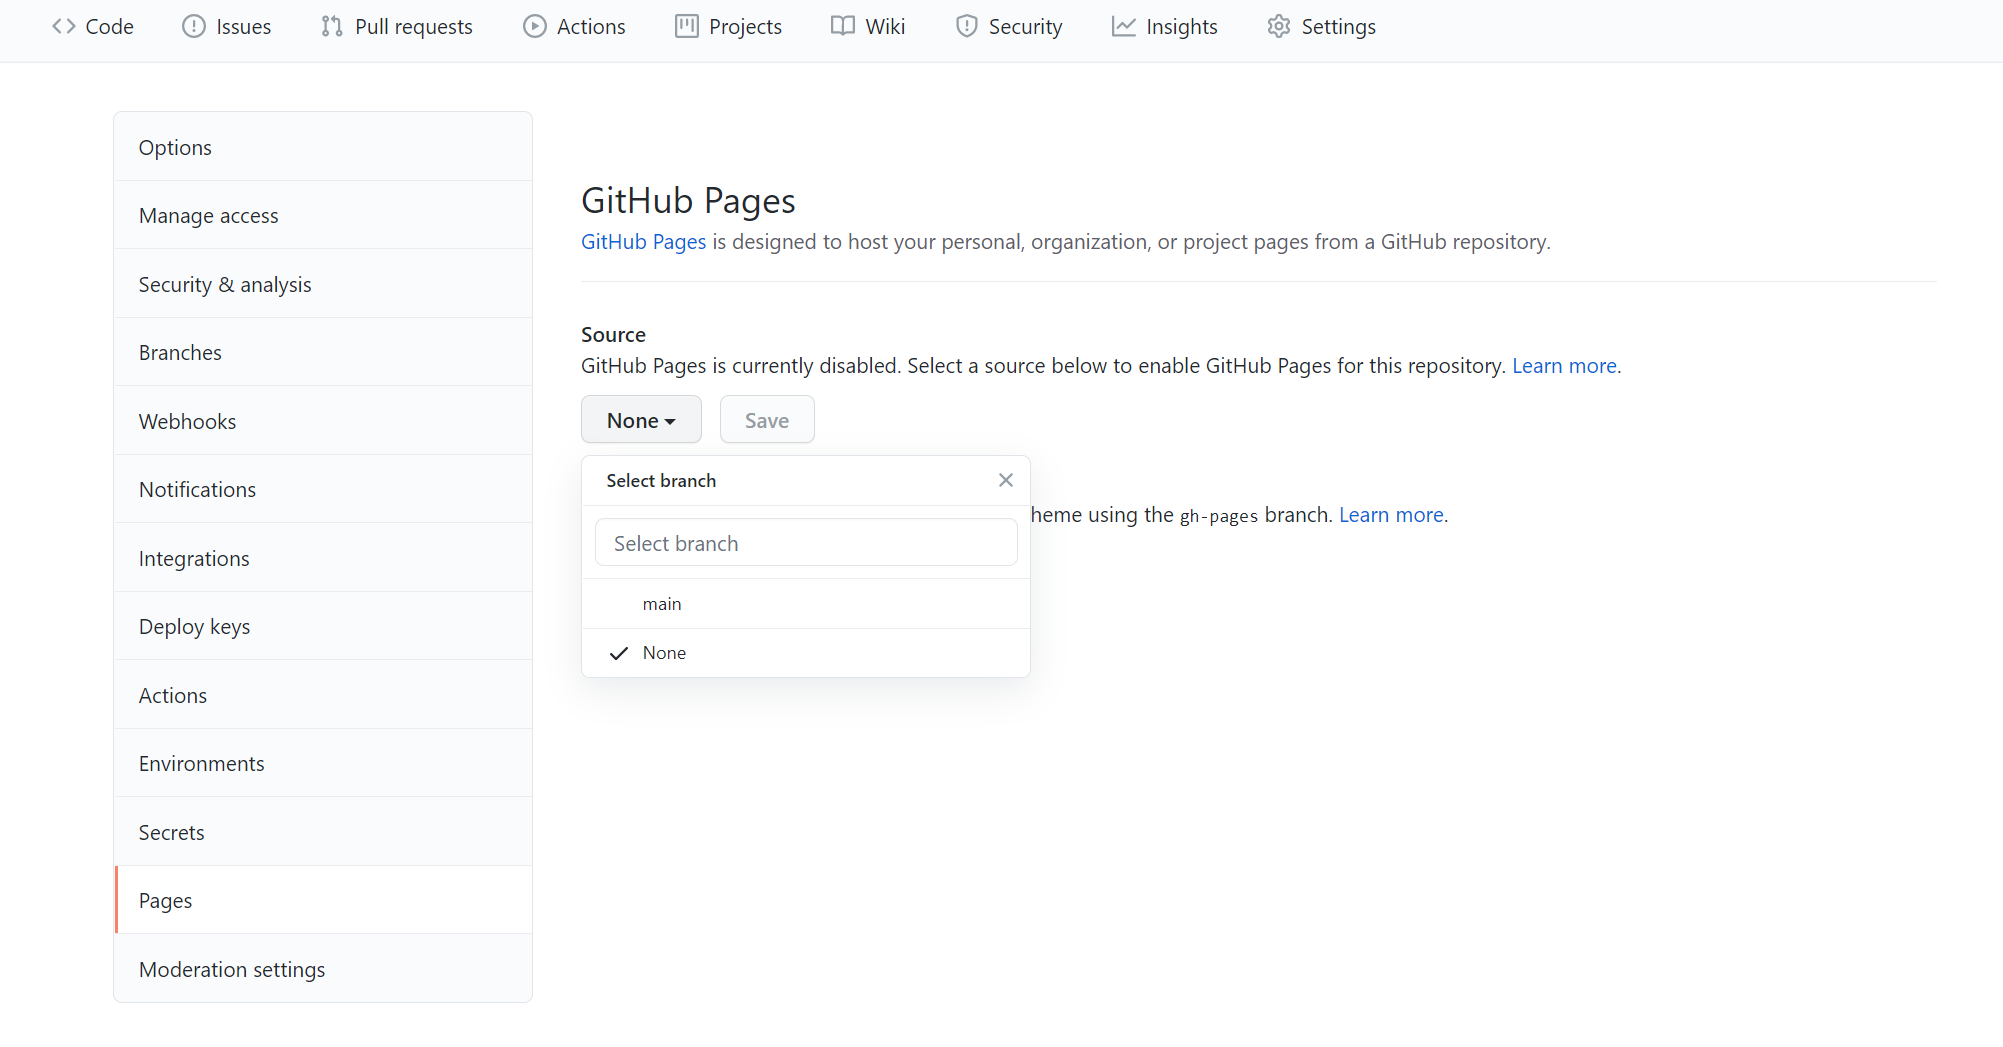 Code Issues Pull requests Actions Projects Wiki Security Insights Settings
Options
Manage access
Security & analysis
Branches
Webhooks
Notifications
Integrations
Deploy keys
Actions
Environments
Secrets
Pages
Moderation settings
GitHub Pages
GitHub Pages is designed to host your personal, organization, or project pages from a GitHub repository.
Source
GitHub Pages is currently disabled. Select a source below to enable GitHub Pages for this repository. Learn more.
None Save
Select branch
heme using the gh-pages branch. Learn more.
Select branch
main
None